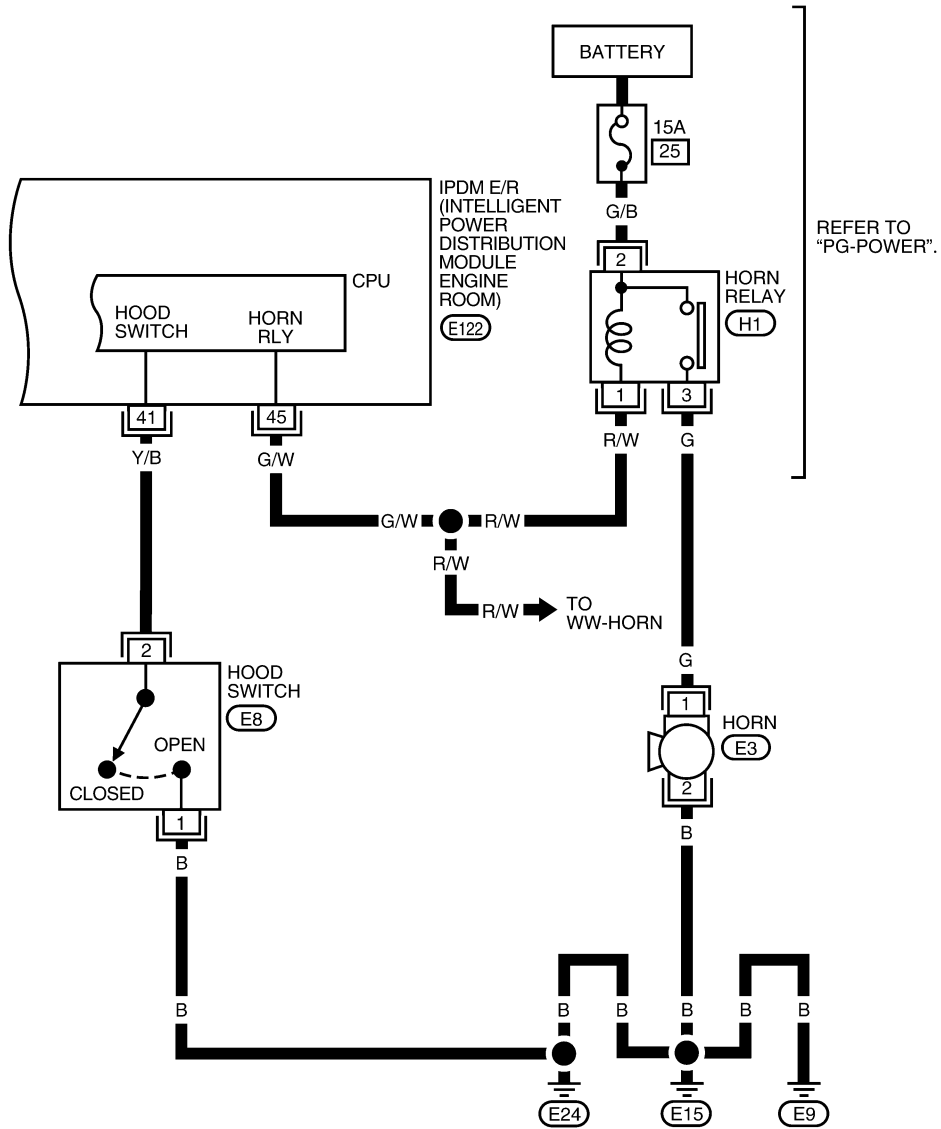 BATTERY
15A
25
G/B
2
HORN
RELAY
H1
1
3
R/W
G
REFER TO
“PG-POWER”.
IPDM E/R
(INTELLIGENT
POWER
DISTRIBUTION
MODULE
ENGINE
ROOM)
E122
CPU
HOOD
SWITCH
HORN
RLY
41
45
Y/B
G/W
G/W
R/W
R/W
R/W
TO
WW-HORN
2
HOOD
SWITCH
E8
OPEN
CLOSED
1
B
G
1
HORN
E3
2
B
B
B
B
B
B
B
E24
E15
E9